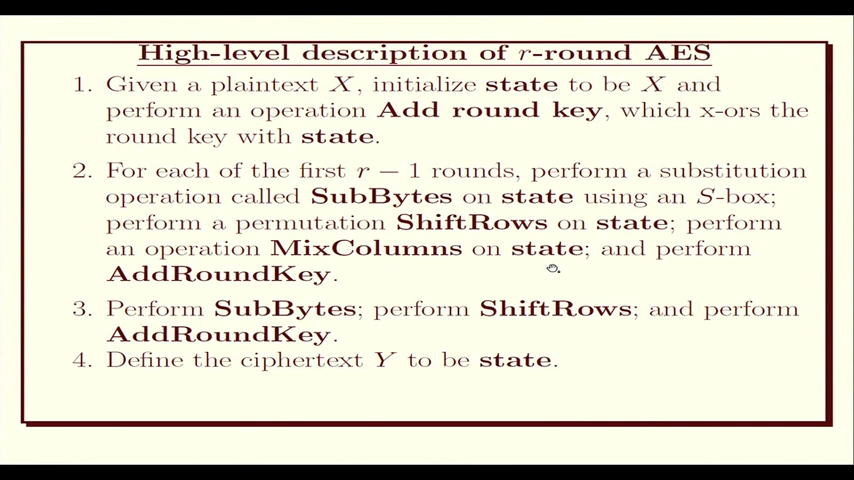 High-level description of r-round AES
1. Given a plaintext X, initialize state to be X and
perform an operation Add round key, which x-ors the
round key with state.
2. For each of the first r − 1 rounds, perform a substitution
operation called SubBytes on state using an S-box;
perform a permutation ShiftRows on state; perform
an operation MixColumns on state; and perform
AddRoundKey.
3. Perform SubBytes; perform ShiftRows; and perform
AddRoundKey.
4. Define the ciphertext Y to be state.